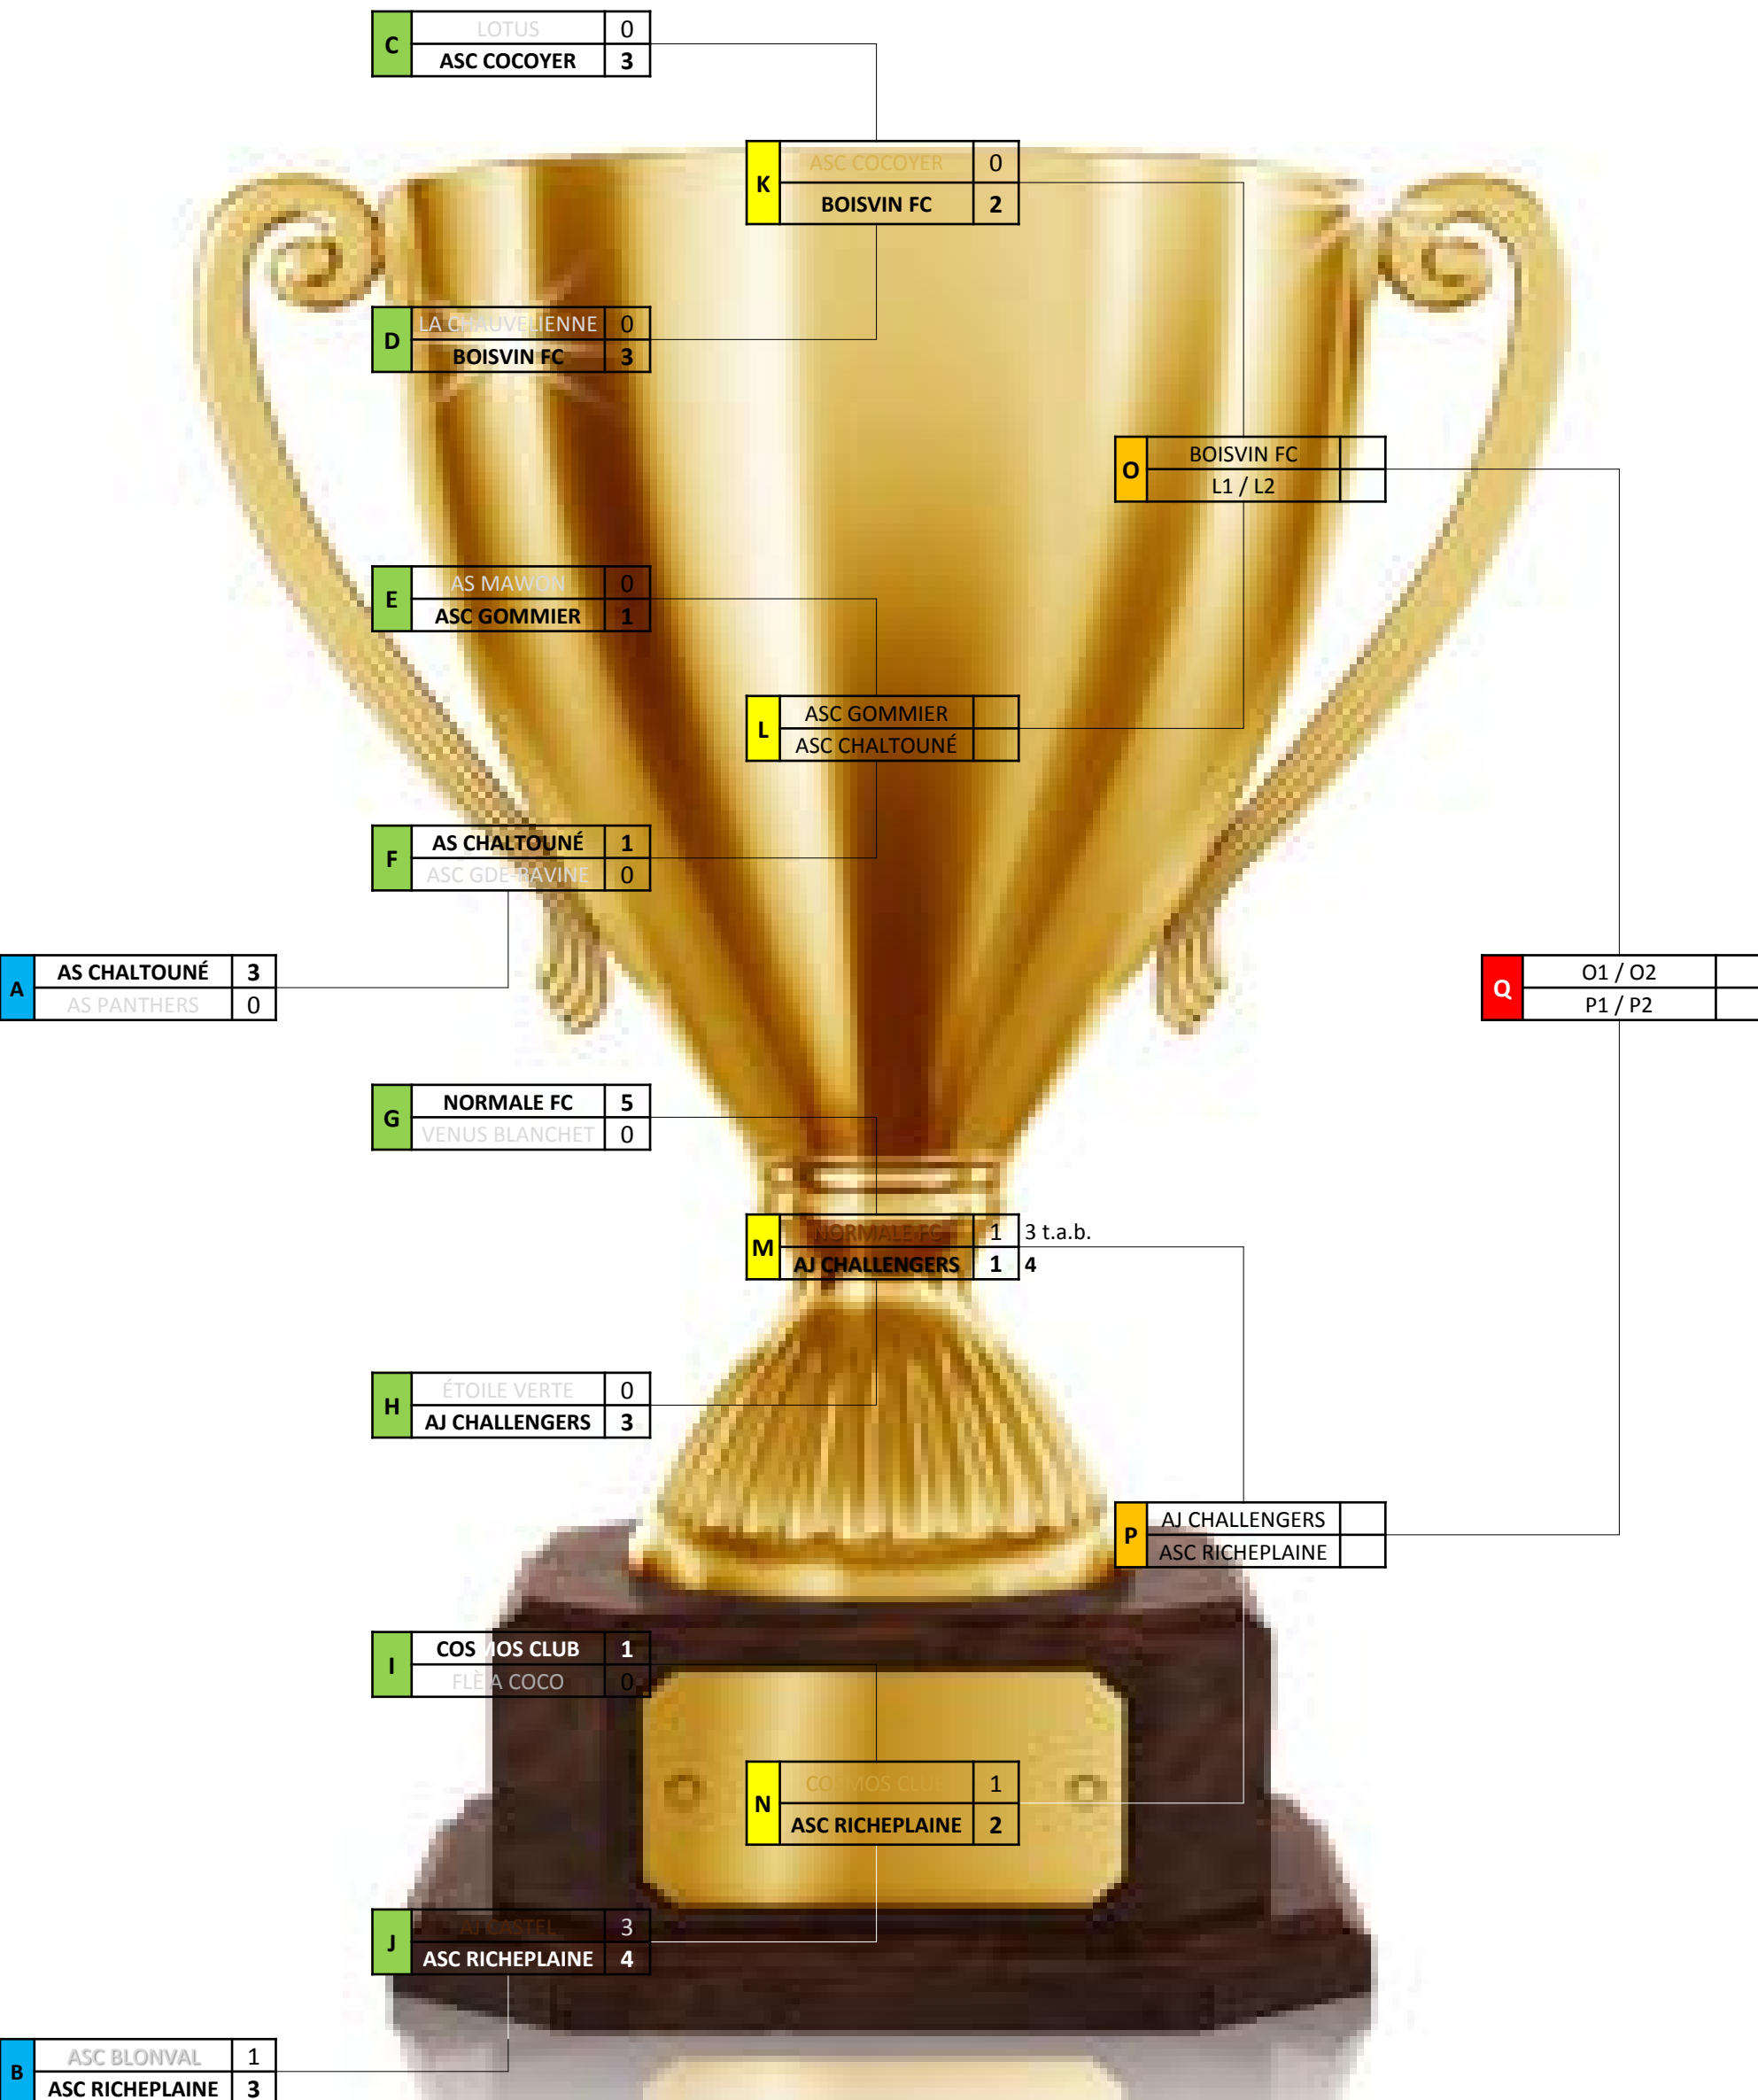 C
LOTUS 0
ASC COCOYER 3
K
ASC COCOYER 0
BOISVIN FC 2
D
LA CHAUVELIENNE 0
BOISVIN FC 3
O
BOISVIN FC
L1 / L2
E
AS MAWON 0
ASC GOMMIER 1
L
ASC GOMMIER
ASC CHALTOUNÉ
F
AS CHALTOUNÉ 1
ASC GDE-RAVINE 0
A
AS CHALTOUNÉ 3
AS PANTHERS 0
Q
O1 / O2
P1 / P2
G
NORMALE FC 5
VENUS BLANCHET 0
M
NORMALE FC 1 3 t.a.b.
AJ CHALLENGERS 1 4
H
ÉTOILE VERTE 0
AJ CHALLENGERS 3
P
AJ CHALLENGERS
ASC RICHEPLAINE
I
COSMOS CLUB 1
FLÈ A COCO 0
N
COSMOS CLUB 1
ASC RICHEPLAINE 2
J
AJ CASTEL 3
ASC RICHEPLAINE 4
B
ASC BLONVAL 1
ASC RICHEPLAINE 3